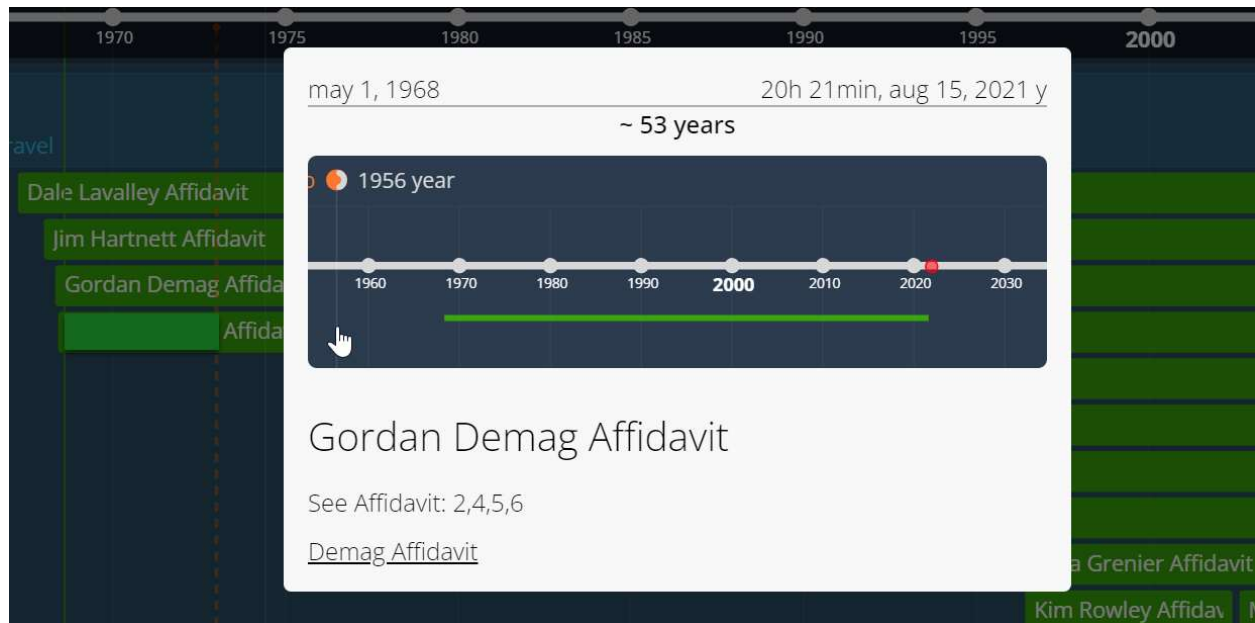 1970 1975 1980 1985 1990 1995 2000
may 1, 1968 20h 21min, aug 15, 2021 y
~ 53 years
avel
1956 year
Dale Lavalley Affidavit
Jim Hartnett Affidavit
Gordan Demag Affida
1960 1970 1980 1990 2000 2010 2020 2030
Affida
Gordan Demag Affidavit
See Affidavit: 2,4,5,6
Demag Affidavit
a Grenier Affidavit
Kim Rowley Affidav